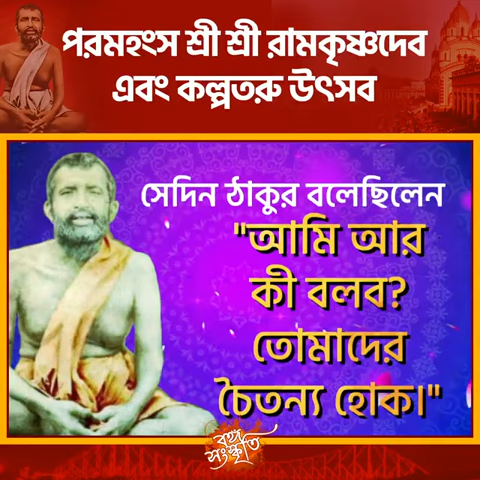 পরমহংস শ্রী শ্রী রামকৃষ্ণদেব
এবং কল্পতরু উৎসব
সেদিন ঠাকুর বলেছিলেন
"আমি আর
কী বলব?
তোমাদের
চৈতন্য হোক।"
বঙ্গ
সংস্কৃতি